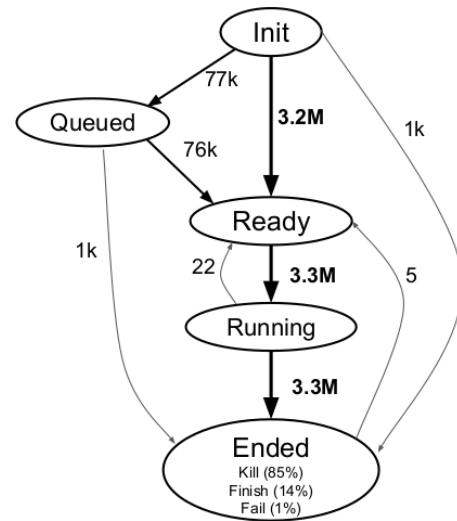 Init
77k
Queued
3.2M
1k
76k
Ready
1k
22
3.3M
5
Running
3.3M
Ended
Kill (85%)
Finish (14%)
Fail (1%)